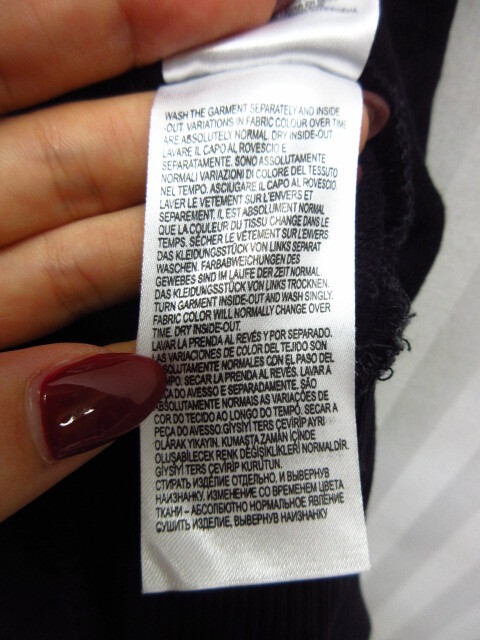 WASH THE GARMENT SEPARATELY AND INSIDE
-OUT. VARIATIONS IN FABRIC COLOUR OVER TIME
ARE ABSOLUTELY NORMAL. DRY INSIDE-OUT
LAVARE IL CAPO AL ROVESCIO E
SEPARATAMENTE. SONO ASSOLUTAMENTE
NORMALI VARIAZIONI DI COLORE DEL TESSUTO
NEL TEMPO. ASCIUGARE IL CAPO AL ROVESCIO.
LAVER LE VETEMENT SUR L'ENVERS ET
SEPAREMENT. IL EST ABSOLUMENT NORMAL
QUE LA COULEUR DU TISSU CHANGE DANS LE
TEMPS. SÉCHER LE VÊTEMENT SUR L'ENVERS
DAS KLEIDUNGSSTÜCK VON LINKS SEPARAT
WASCHEN. FARBABWEICHUNGEN DES
GEWEBES SIND IM LAUFE DER ZEIT NORMAL.
DAS KLEIDUNGSSTÜCK VON LINKS TROCKNEN.
TURN GARMENT INSIDE-OUT AND WASH SINGLY.
FABRIC COLOR WILL NORMALLY CHANGE OVER
TIME. DRY INSIDE-OUT.
LAVAR LA PRENDA AL REVÉS Y POR SEPARADO.
LAS VARIACIONES DE COLOR DEL TEJIDO SON
SOLUTAMENTE NORMALES CON EL PASO DEL
MPO. SECAR LA PRENDA AL REVÉS. LAVAR A
ÇA DO AVESSO E SEPARADAMENTE. SÃO
ABSOLUTAMENTE NORMAIS AS VARIAÇÕES DE
COR DO TECIDO AO LONGO DO TEMPO. SECAR A
PEÇA DO AVESSO.GİYSİYİ TERS ÇEVİRİP AYRI
OLARAK YIKAYIN. KUMAŞTA ZAMAN İÇİNDE
OLUŞABİLECEK RENK DEĞİŞİKLİKLERİ NORMALDİR.
GİYSİYİ TERS ÇEVİRİP KURUTUN.
СТИРАТЬ ИЗДЕЛИЕ ОТДЕЛЬНО, И ВЫВЕРНУВ
НАИЗНАНКУ. ИЗМЕНЕНИЕ СО ВРЕМЕНЕМ ЦВЕТА
ТКАНИ – АБСОЛЮТНО НОРМАЛЬНОЕ ЯВЛЕНИЕ
СУШИТЬ ИЗДЕЛИЕ, ВЫВЕРНУВ НАИЗНАНКУ